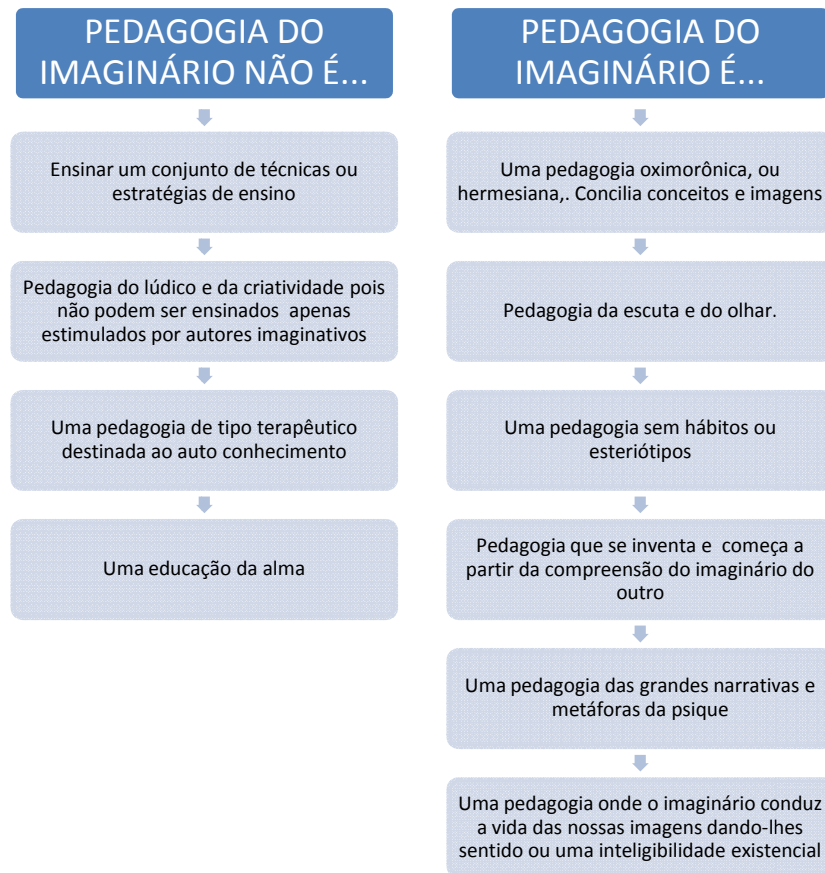 PEDAGOGIA DO
IMAGINÁRIO NÃO É...
Ensinar um conjunto de técnicas ou
estratégias de ensino
Pedagogia do lúdico e da criatividade pois
não podem ser ensinados apenas
estimulados por autores imaginativos
Uma pedagogia de tipo terapêutico
destinada ao auto conhecimento
Uma educação da alma
PEDAGOGIA DO
IMAGINÁRIO É...
Uma pedagogia oximorônica, ou
hermesiana,. Concilia conceitos e imagens
Pedagogia da escuta e do olhar.
Uma pedagogia sem hábitos ou
esteriótipos
Pedagogia que se inventa e começa a
partir da compreensão do imaginário do
outro
Uma pedagogia das grandes narrativas e
metáforas da psique
Uma pedagogia onde o imaginário conduz
a vida das nossas imagens dando-lhes
sentido ou uma inteligibilidade existencial